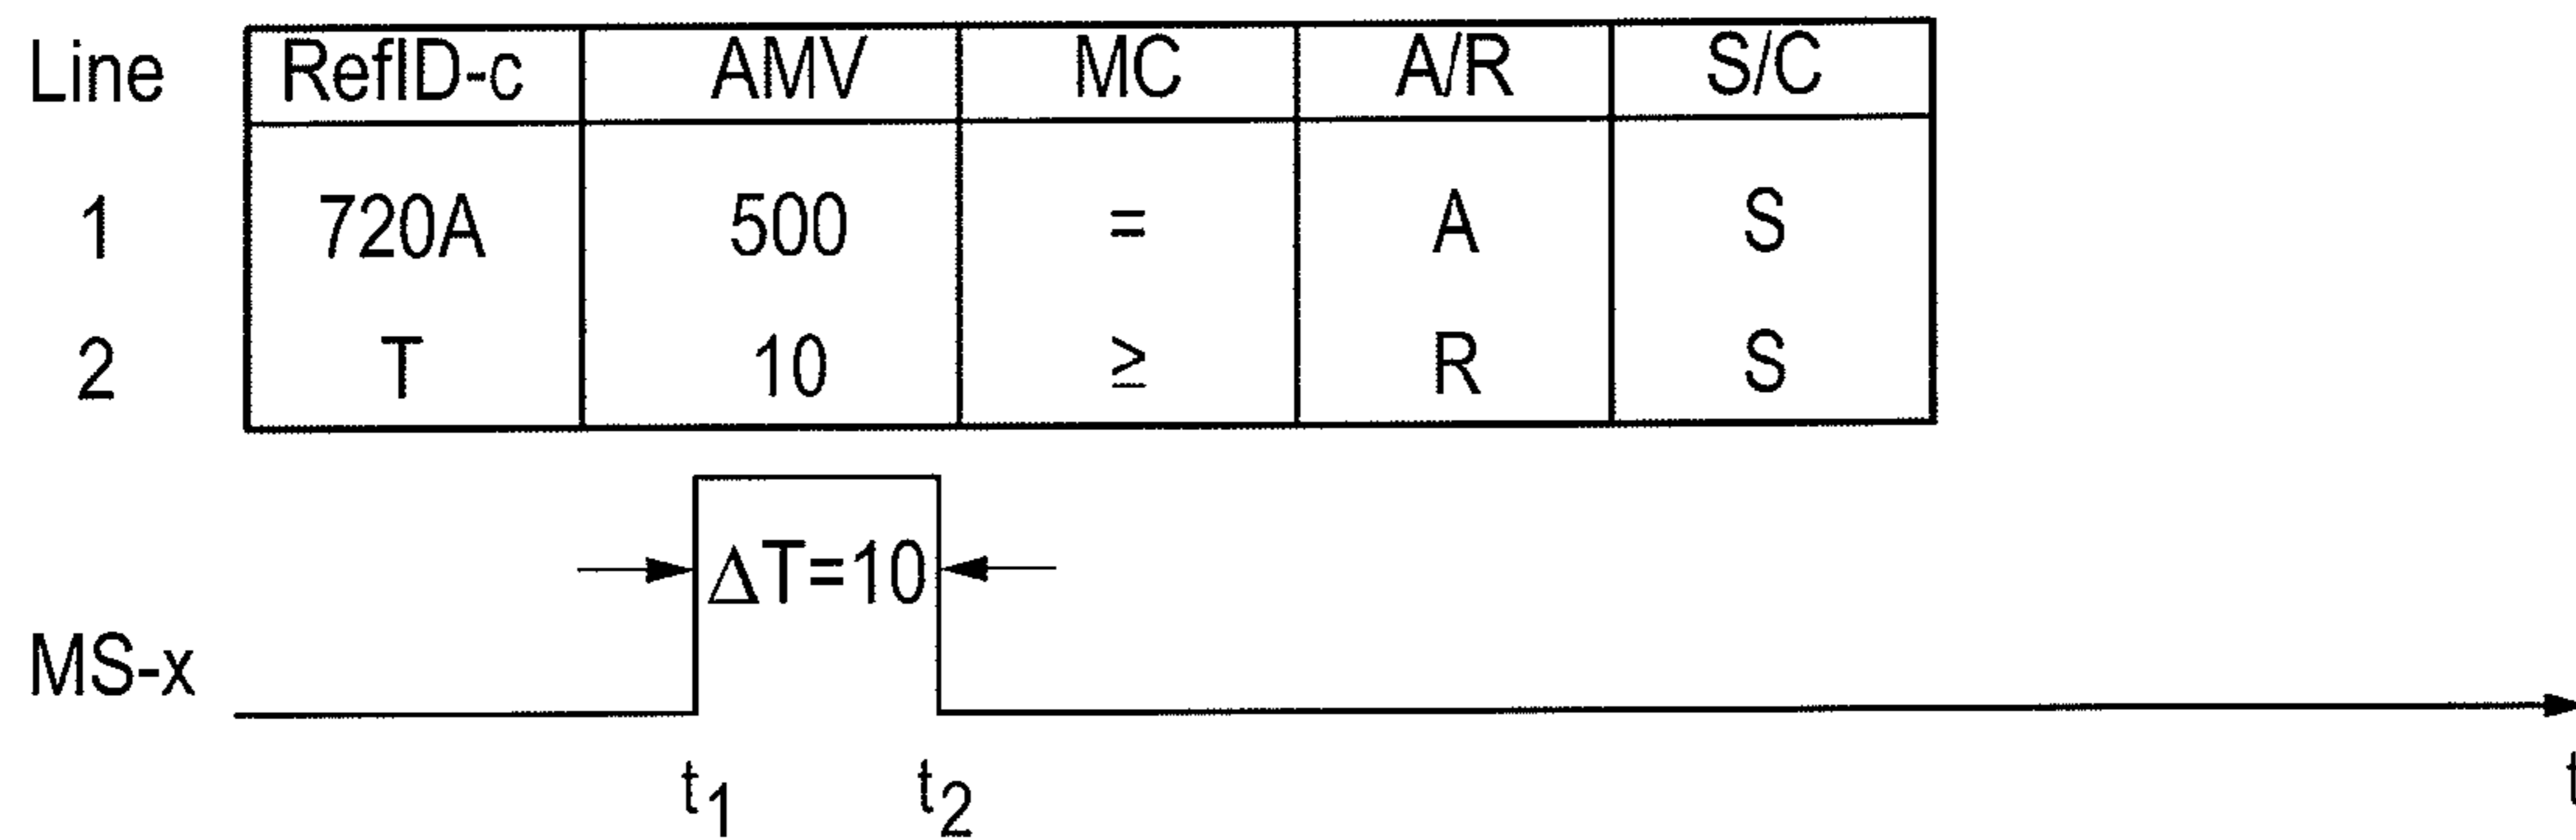 Line RefID-c AMV MC A/R S/C
1 720A 500 = A S
2 T 10 ≥ R S
ΔT=10
MS-x
t1 t2 t